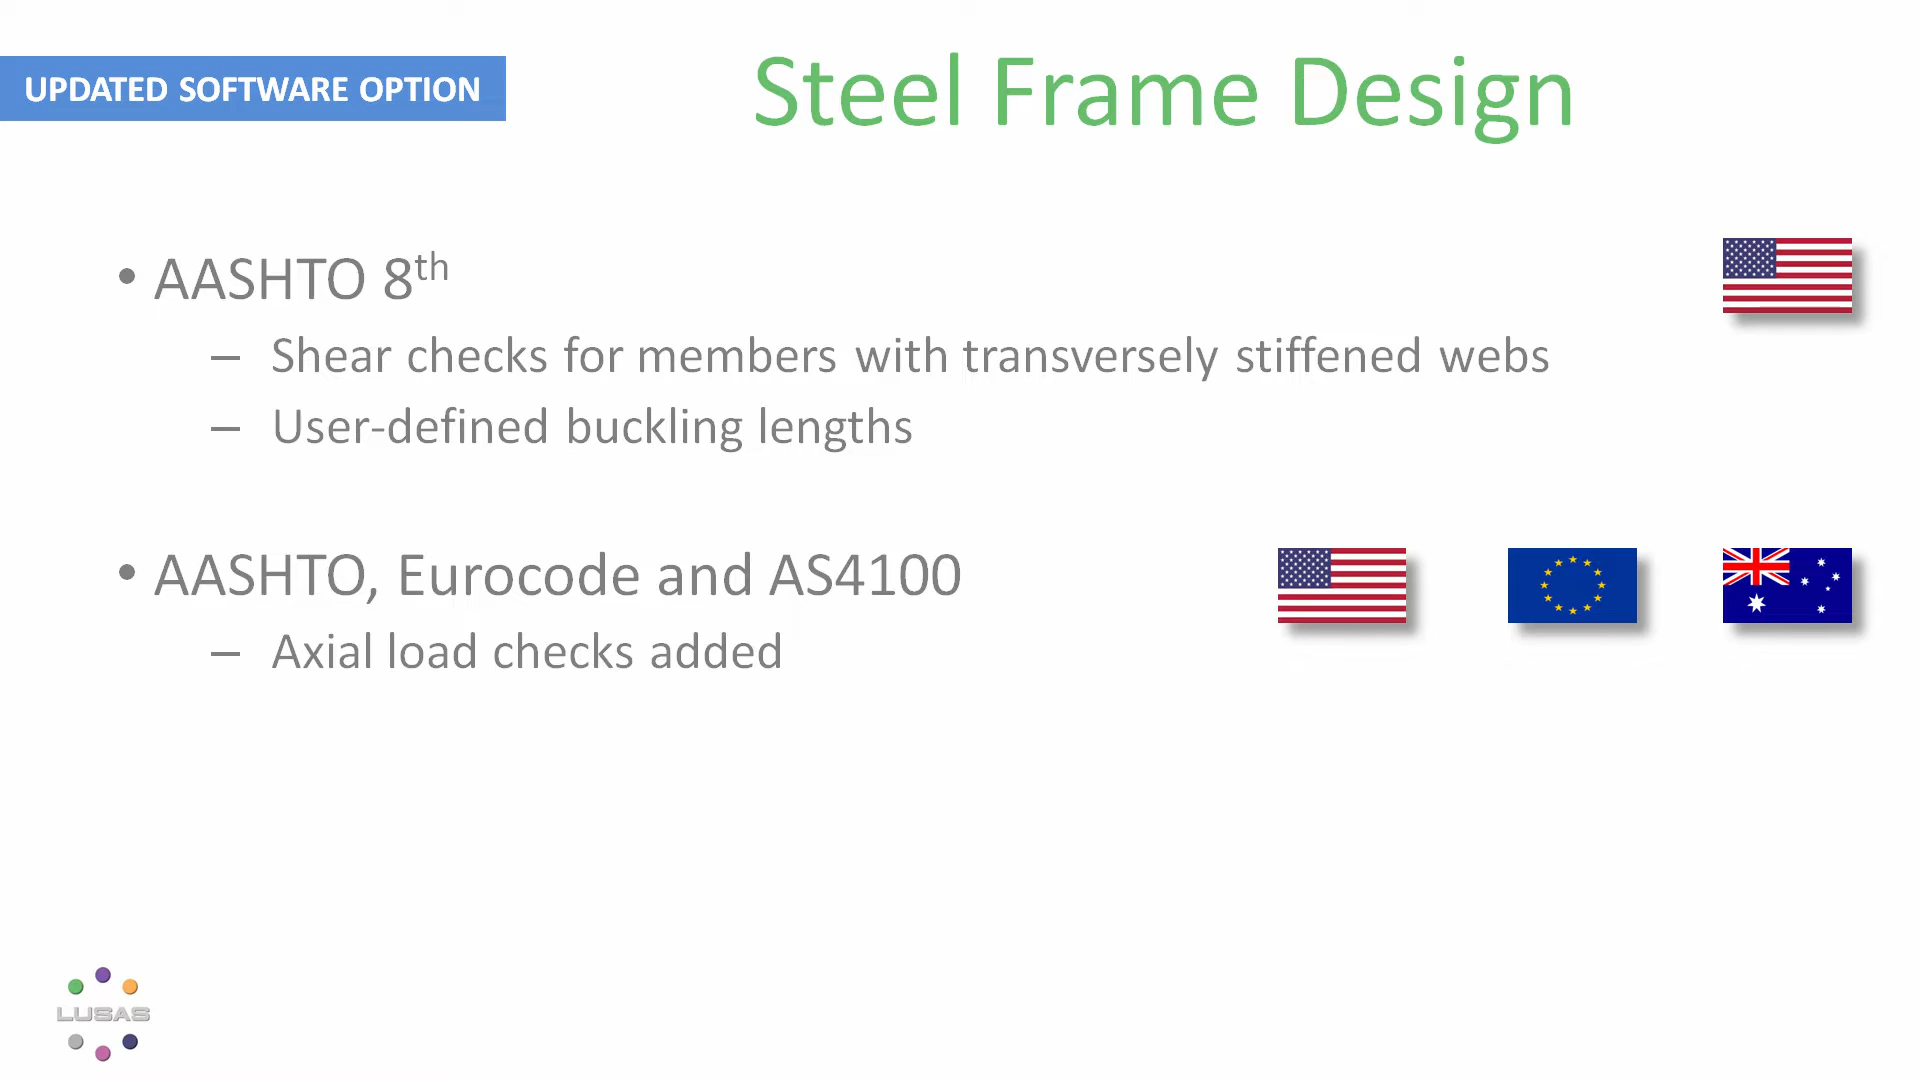 UPDATED SOFTWARE OPTION
Steel Frame Design
• AASHTO 8th
– Shear checks for members with transversely stiffened webs
– User-defined buckling lengths
• AASHTO, Eurocode and AS4100
– Axial load checks added
LUSAS